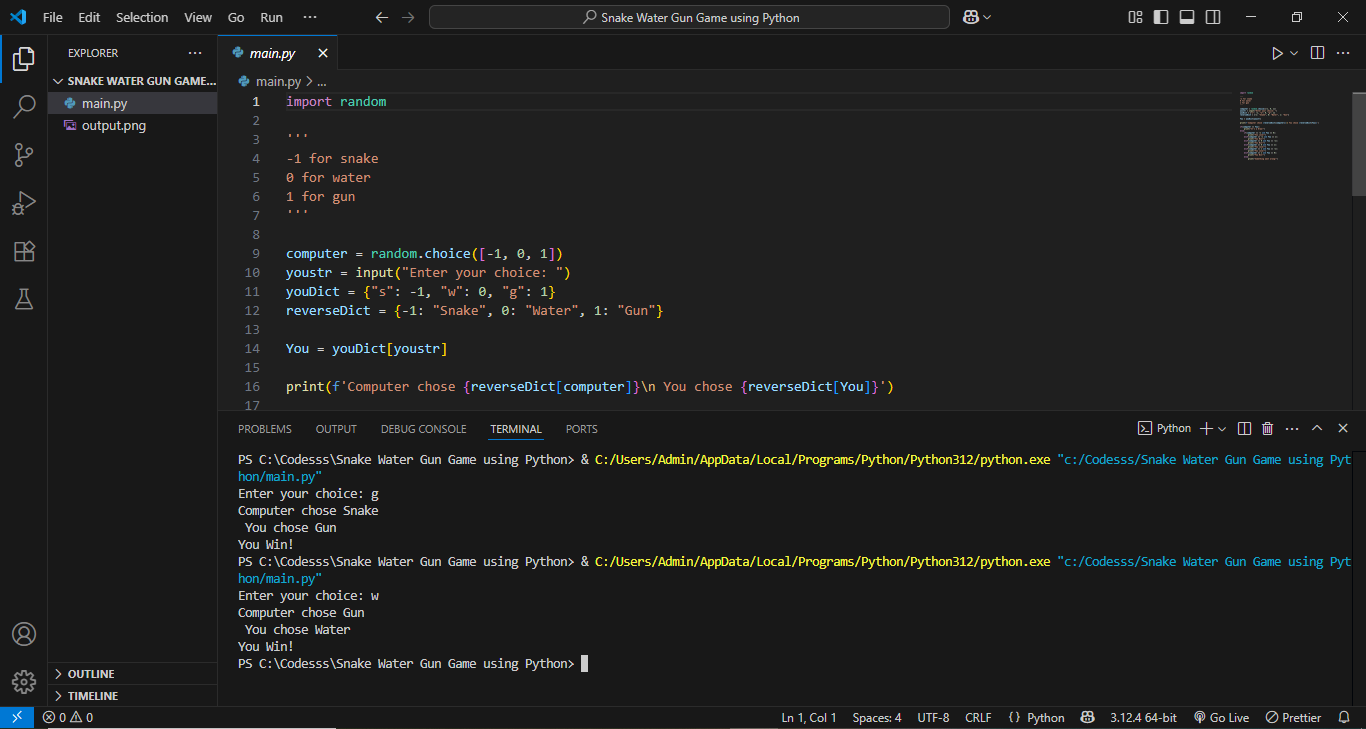 File Edit Selection View Go Run ··· Snake Water Gun Game using Python
EXPLORER ···
SNAKE WATER GUN GAME...
main.py
output.png
OUTLINE
TIMELINE
main.py
main.py > ...
1 import random
2
3 '''
4 -1 for snake
5 0 for water
6 1 for gun
7 '''
8
9 computer = random.choice([-1, 0, 1])
10 youstr = input("Enter your choice: ")
11 youDict = {"s": -1, "w": 0, "g": 1}
12 reverseDict = {-1: "Snake", 0: "Water", 1: "Gun"}
13
14 You = youDict[youstr]
15
16 print(f'Computer chose {reverseDict[computer]}\n You chose {reverseDict[You]}')
17
PROBLEMS OUTPUT DEBUG CONSOLE TERMINAL PORTS Python
PS C:\Codesss\Snake Water Gun Game using Python> & C:/Users/Admin/AppData/Local/Programs/Python/Python312/python.exe "c:/Codesss/Snake Water Gun Game using Pyt
hon/main.py"
Enter your choice: g
Computer chose Snake
 You chose Gun
You Win!
PS C:\Codesss\Snake Water Gun Game using Python> & C:/Users/Admin/AppData/Local/Programs/Python/Python312/python.exe "c:/Codesss/Snake Water Gun Game using Pyt
hon/main.py"
Enter your choice: w
Computer chose Gun
 You chose Water
You Win!
PS C:\Codesss\Snake Water Gun Game using Python>
0 0 Ln 1, Col 1 Spaces: 4 UTF-8 CRLF {} Python 3.12.4 64-bit Go Live Prettier